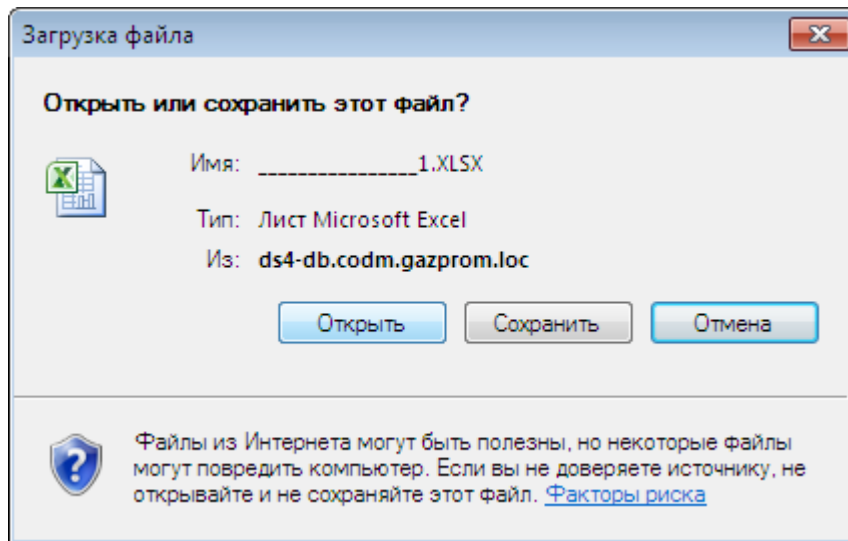 Загрузка файла
Открыть или сохранить этот файл?
Имя: ________________1.XLSX
Тип: Лист Microsoft Excel
Из: ds4-db.codm.gazprom.loc
Открыть Сохранить Отмена
Файлы из Интернета могут быть полезны, но некоторые файлы
могут повредить компьютер. Если вы не доверяете источнику, не
открывайте и не сохраняйте этот файл. Факторы риска